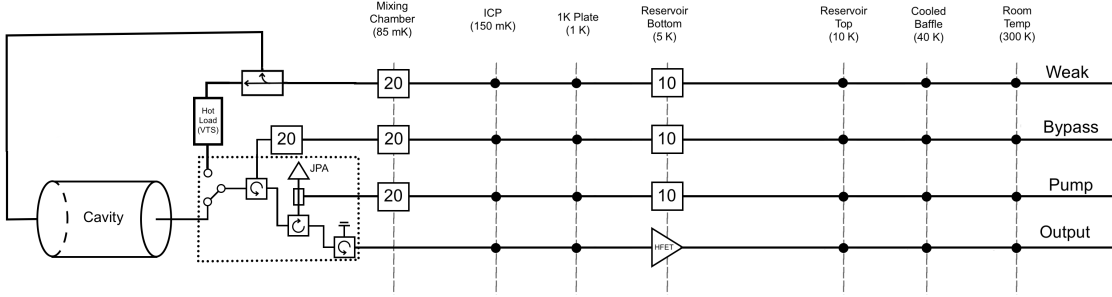 Mixing
Chamber
(85 mK)
ICP
(150 mK)
1K Plate
(1 K)
Reservoir
Bottom
(5 K)
Reservoir
Top
(10 K)
Cooled
Baffle
(40 K)
Room
Temp
(300 K)
20
10
Weak
Hot
Load
(VTS)
20
20
10
Bypass
JPA
20
10
Pump
Cavity
HFET
Output